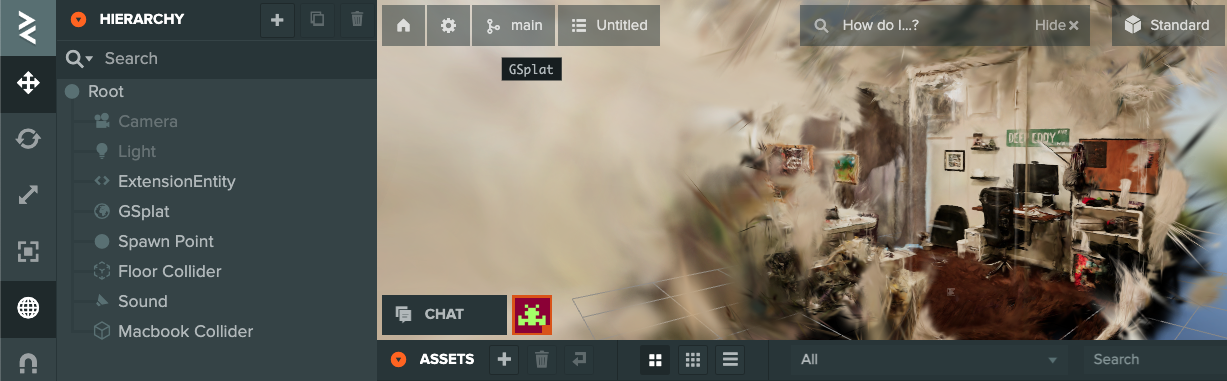 HIERARCHY
Search
Root
Camera
Light
ExtensionEntity
GSplat
Spawn Point
Floor Collider
Sound
Macbook Collider
main
Untitled
How do I...?
Hide
Standard
GSplat
DEEP EDDY
CHAT
ASSETS
All
Search